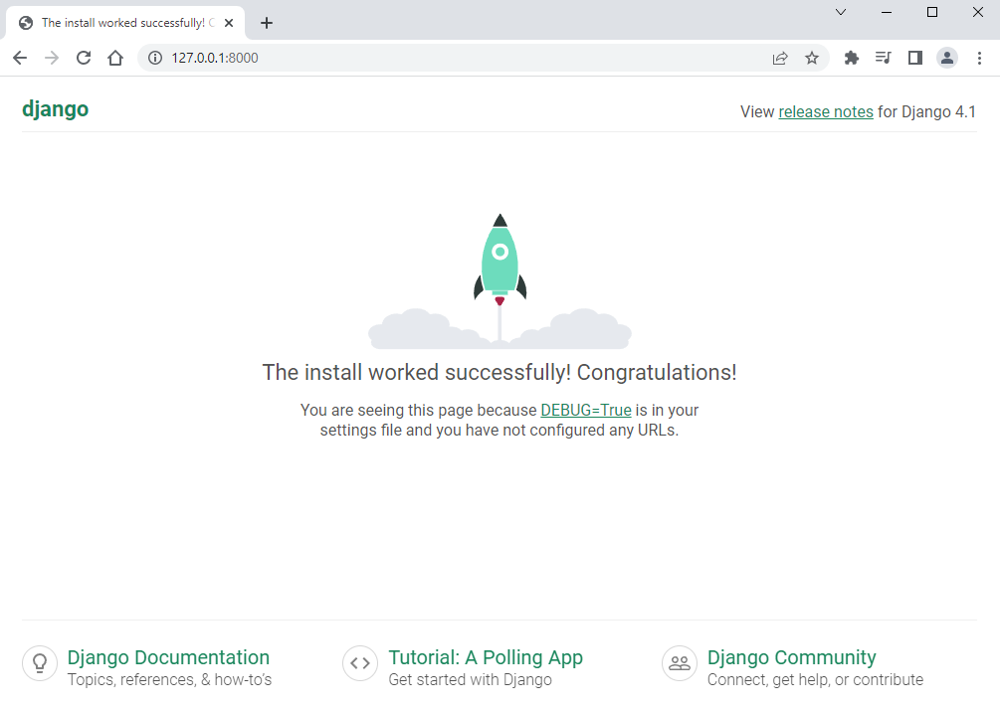 The install worked successfully! C
127.0.0.1:8000
django
View release notes for Django 4.1
The install worked successfully! Congratulations!
You are seeing this page because DEBUG=True is in your
settings file and you have not configured any URLs.
Django Documentation
Topics, references, & how-to's
Tutorial: A Polling App
Get started with Django
Django Community
Connect, get help, or contribute